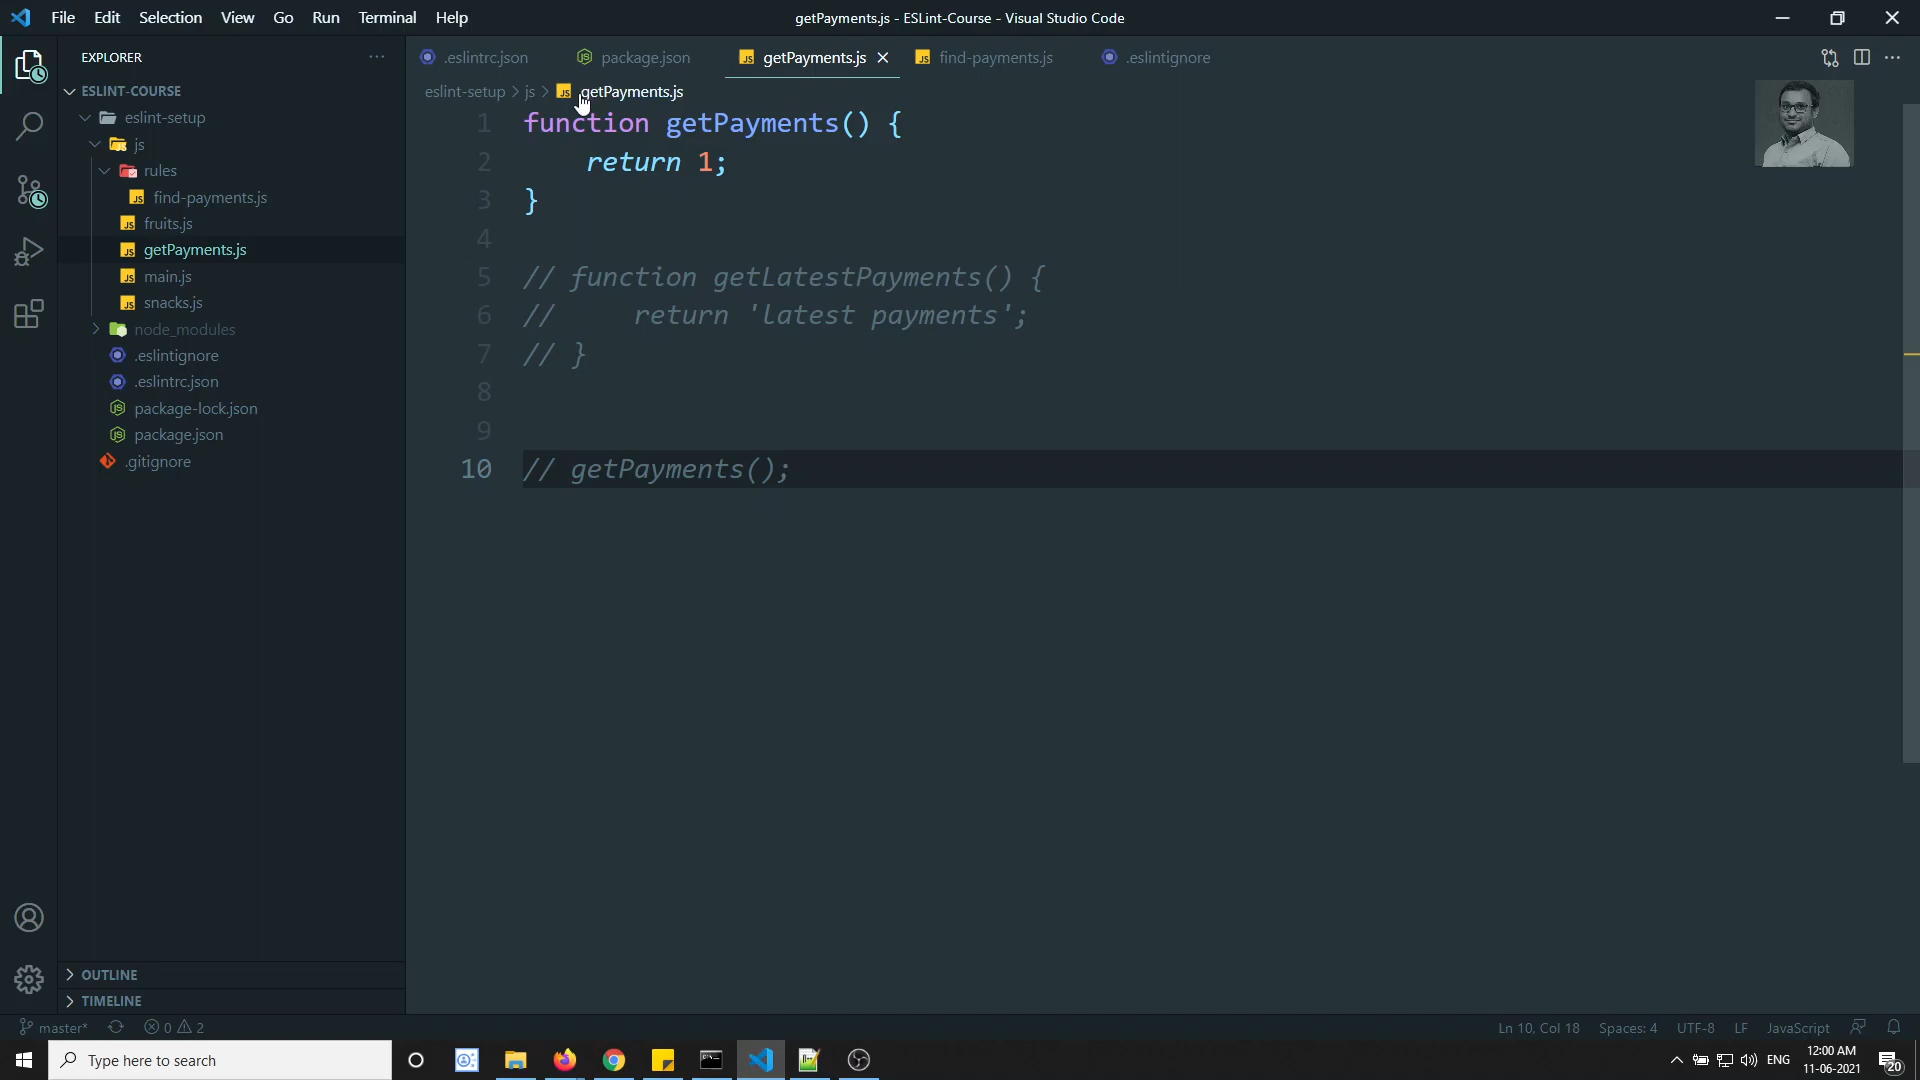 File Edit Selection View Go Run Terminal Help
getPayments.js - ESLint-Course - Visual Studio Code
EXPLORER
ESLINT-COURSE
eslint-setup
js
rules
find-payments.js
fruits.js
getPayments.js
main.js
snacks.js
node_modules
.eslintignore
.eslintrc.json
package-lock.json
package.json
.gitignore
OUTLINE
TIMELINE
.eslintrc.json package.json getPayments.js find-payments.js .eslintignore
eslint-setup > js > getPayments.js
1 function getPayments() {
2 return 1;
3 }
4
5 // function getLatestPayments() {
6 // return 'latest payments';
7 // }
8
9
10 // getPayments();
master* 0 2 Ln 10, Col 18 Spaces: 4 UTF-8 LF JavaScript
Type here to search
ENG
12:00 AM
11-06-2021
20